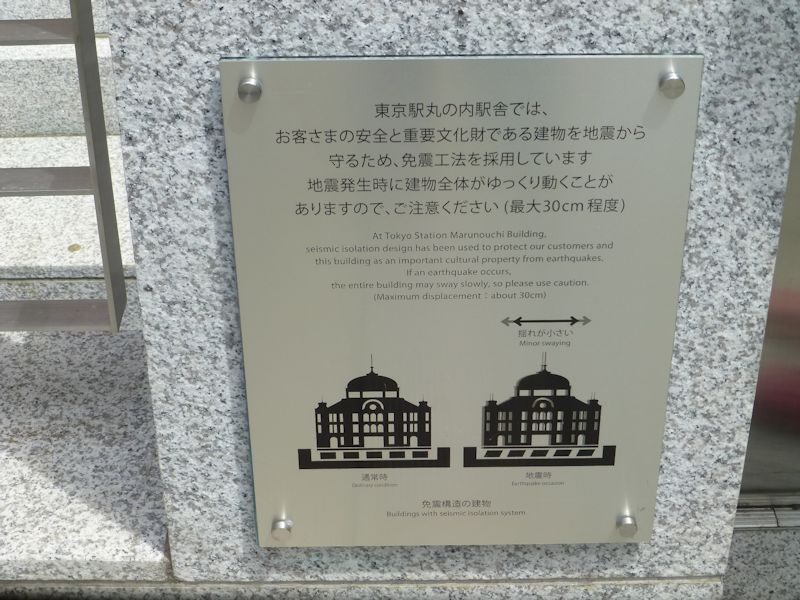 東京駅丸の内駅舎では、
お客さまの安全と重要文化財である建物を地震から
守るため、免震工法を採用しています
地震発生時に建物全体がゆっくり動くことが
ありますので、ご注意ください (最大30cm程度)
At Tokyo Station Marunouchi Building,
seismic isolation design has been used to protect our customers and
this building as an important cultural property from earthquakes.
If an earthquake occurs,
the entire building may sway slowly, so please use caution.
(Maximum displacement : about 30cm)
揺れが小さい
Minor swaying
通常時
Ordinary condition
地震時
Earthquake occasion
免震構造の建物
Buildings with seismic isolation system